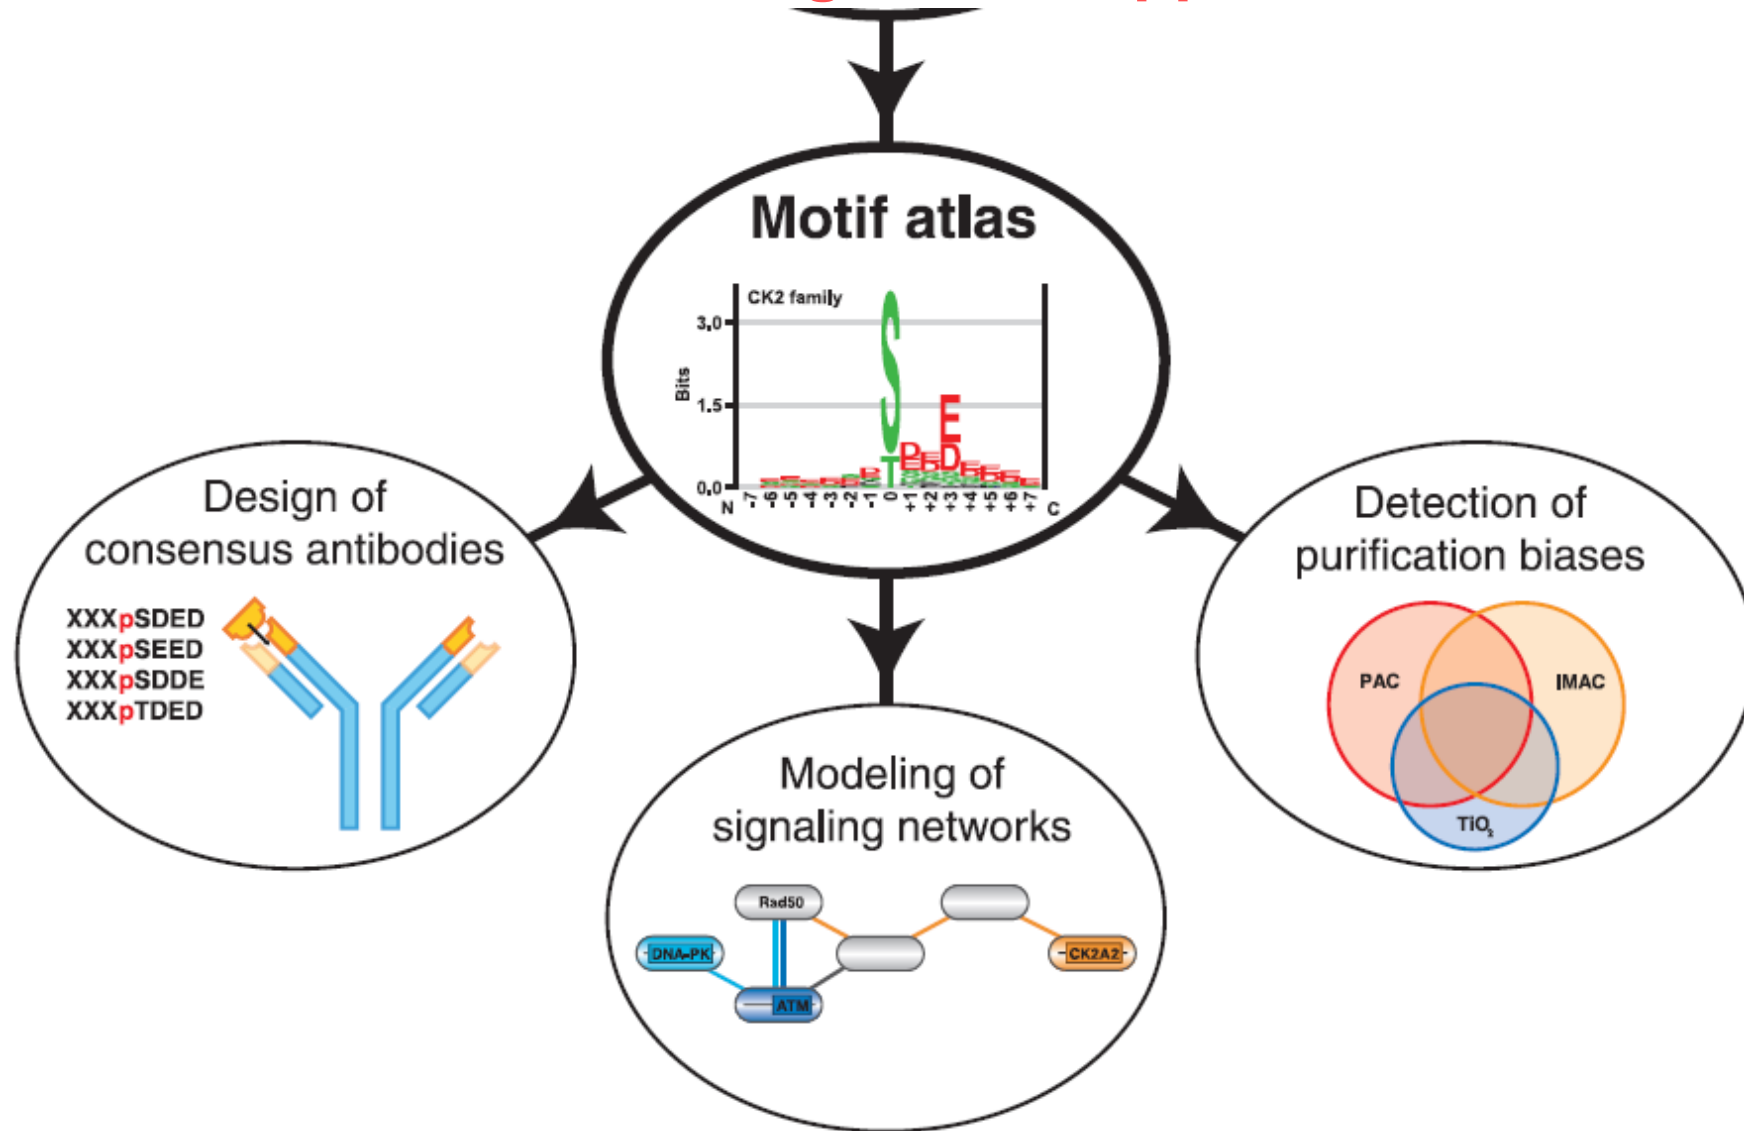 Motif atlas
CK2 family
3.0
Bits
1.5
0.0
N -7 -6 -5 -4 -3 -2 -1 0 +1 +2 +3 +4 +5 +6 +7 C
S
T
E
D
Design of
consensus antibodies
XXXpSDED
XXXpSEED
XXXpSDDE
XXXpTDED
Detection of
purification biases
PAC
IMAC
TiO₂
Modeling of
signaling networks
Rad50
DNA-PK
CK2A2
ATM